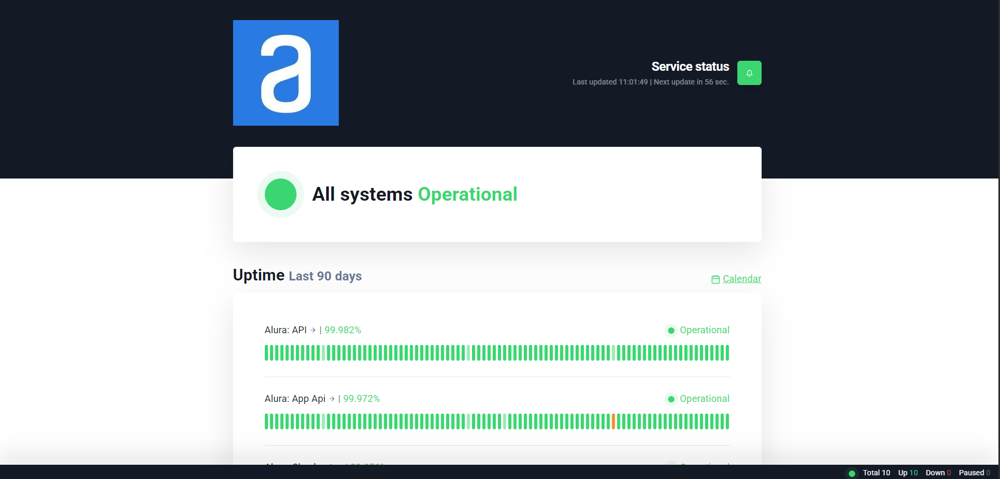 a
Service status
Last updated 11:01:49 | Next update in 56 sec.
All systems Operational
Uptime Last 90 days
Calendar
Alura: API → | 99.982%
Operational
Alura: App Api → | 99.972%
Operational
Total 10 Up 10 Down 0 Paused 0